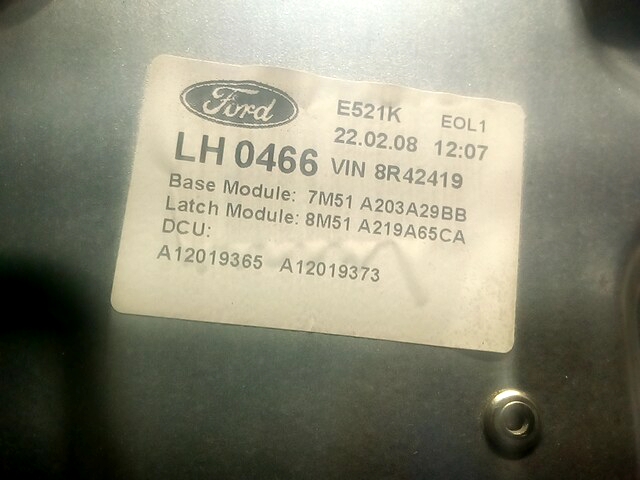 Ford
E521K EOL1
22.02.08 12:07
LH 0466 VIN 8R42419
Base Module: 7M51 A203A29BB
Latch Module: 8M51 A219A65CA
DCU:
A12019365 A12019373